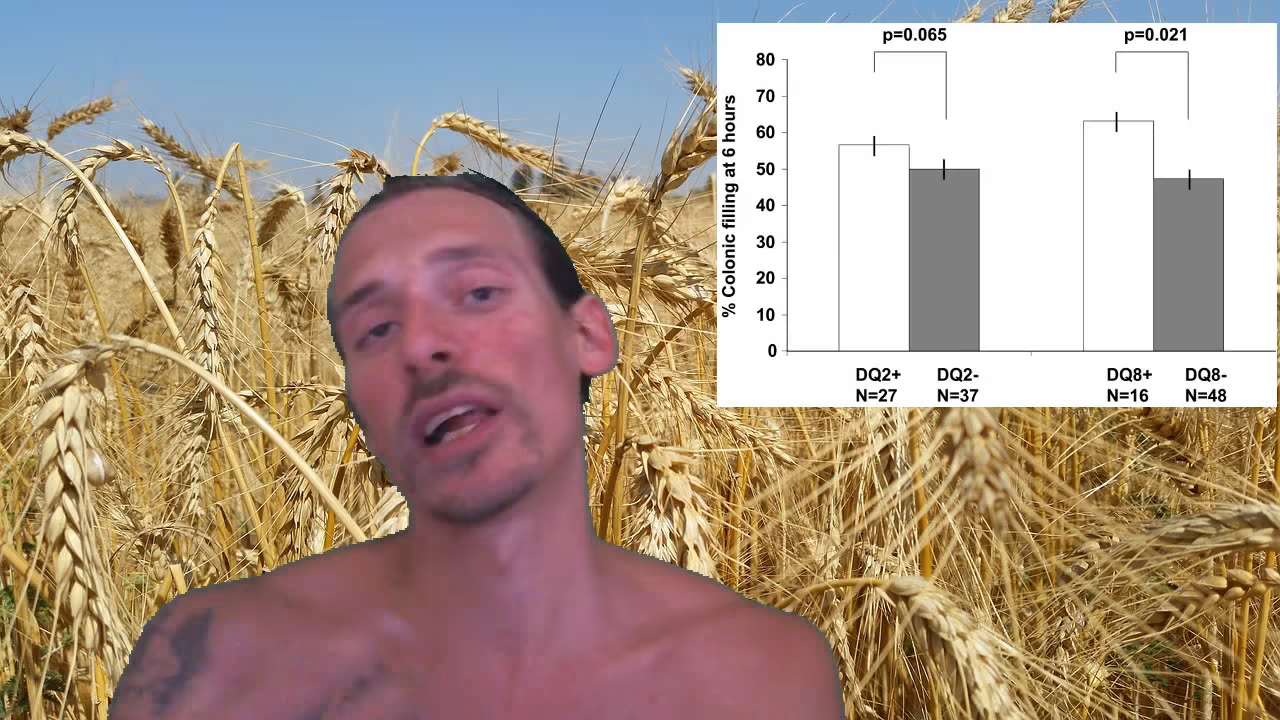 p=0.065 p=0.021
% Colonic filling at 6 hours
80
70
60
50
40
30
20
10
0
DQ2+ DQ2- DQ8+ DQ8-
N=27 N=37 N=16 N=48